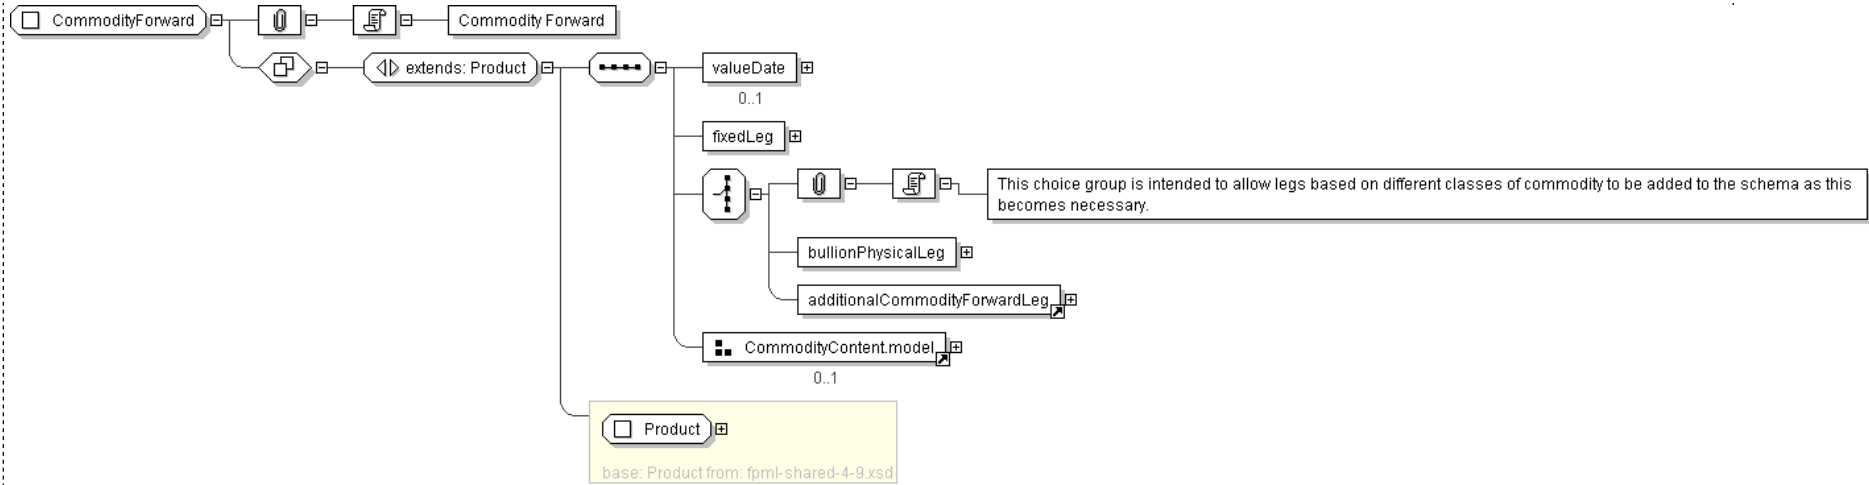 CommodityForward
Commodity Forward
extends: Product
valueDate
0..1
fixedLeg
This choice group is intended to allow legs based on different classes of commodity to be added to the schema as this
becomes necessary.
bullionPhysicalLeg
additionalCommodityForwardLeg
CommodityContent.model
0..1
Product
base: Product from: fpml-shared-4-9.xsd